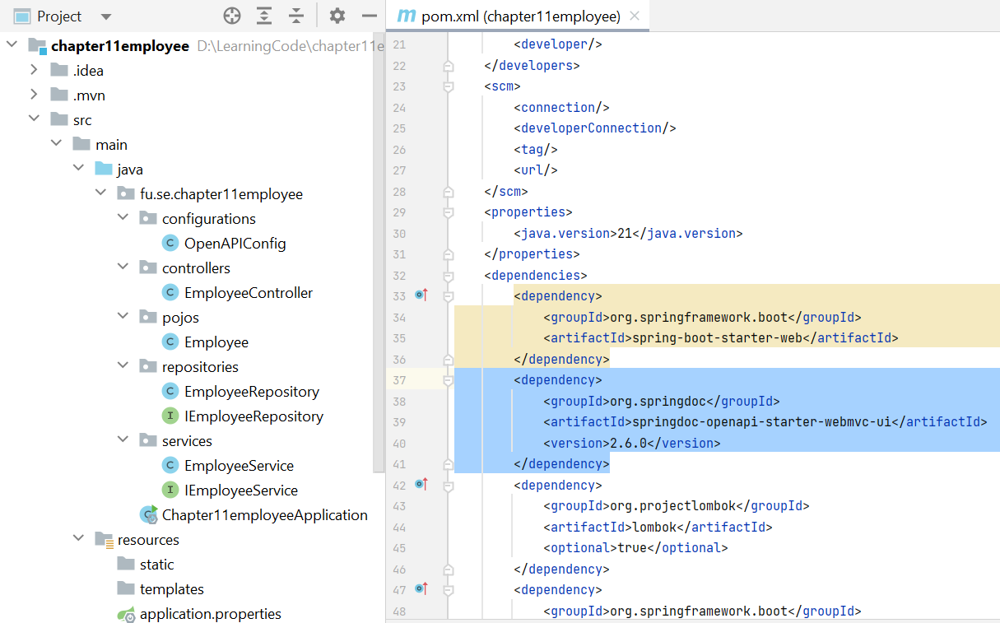 Project
chapter11employee D:\LearningCode\chapter11e
.idea
.mvn
src
main
java
fu.se.chapter11employee
configurations
C OpenAPIConfig
controllers
C EmployeeController
pojos
C Employee
repositories
C EmployeeRepository
I IEmployeeRepository
services
C EmployeeService
I IEmployeeService
C Chapter11employeeApplication
resources
static
templates
application.properties
m pom.xml (chapter11employee)
21 <developer/>
22 </developers>
23 <scm>
24 <connection/>
25 <developerConnection/>
26 <tag/>
27 <url/>
28 </scm>
29 <properties>
30 <java.version>21</java.version>
31 </properties>
32 <dependencies>
33 <dependency>
34 <groupId>org.springframework.boot</groupId>
35 <artifactId>spring-boot-starter-web</artifactId>
36 </dependency>
37 <dependency>
38 <groupId>org.springdoc</groupId>
39 <artifactId>springdoc-openapi-starter-webmvc-ui</artifactId>
40 <version>2.6.0</version>
41 </dependency>
42 <dependency>
43 <groupId>org.projectlombok</groupId>
44 <artifactId>lombok</artifactId>
45 <optional>true</optional>
46 </dependency>
47 <dependency>
48 <groupId>org.springframework.boot</groupId>